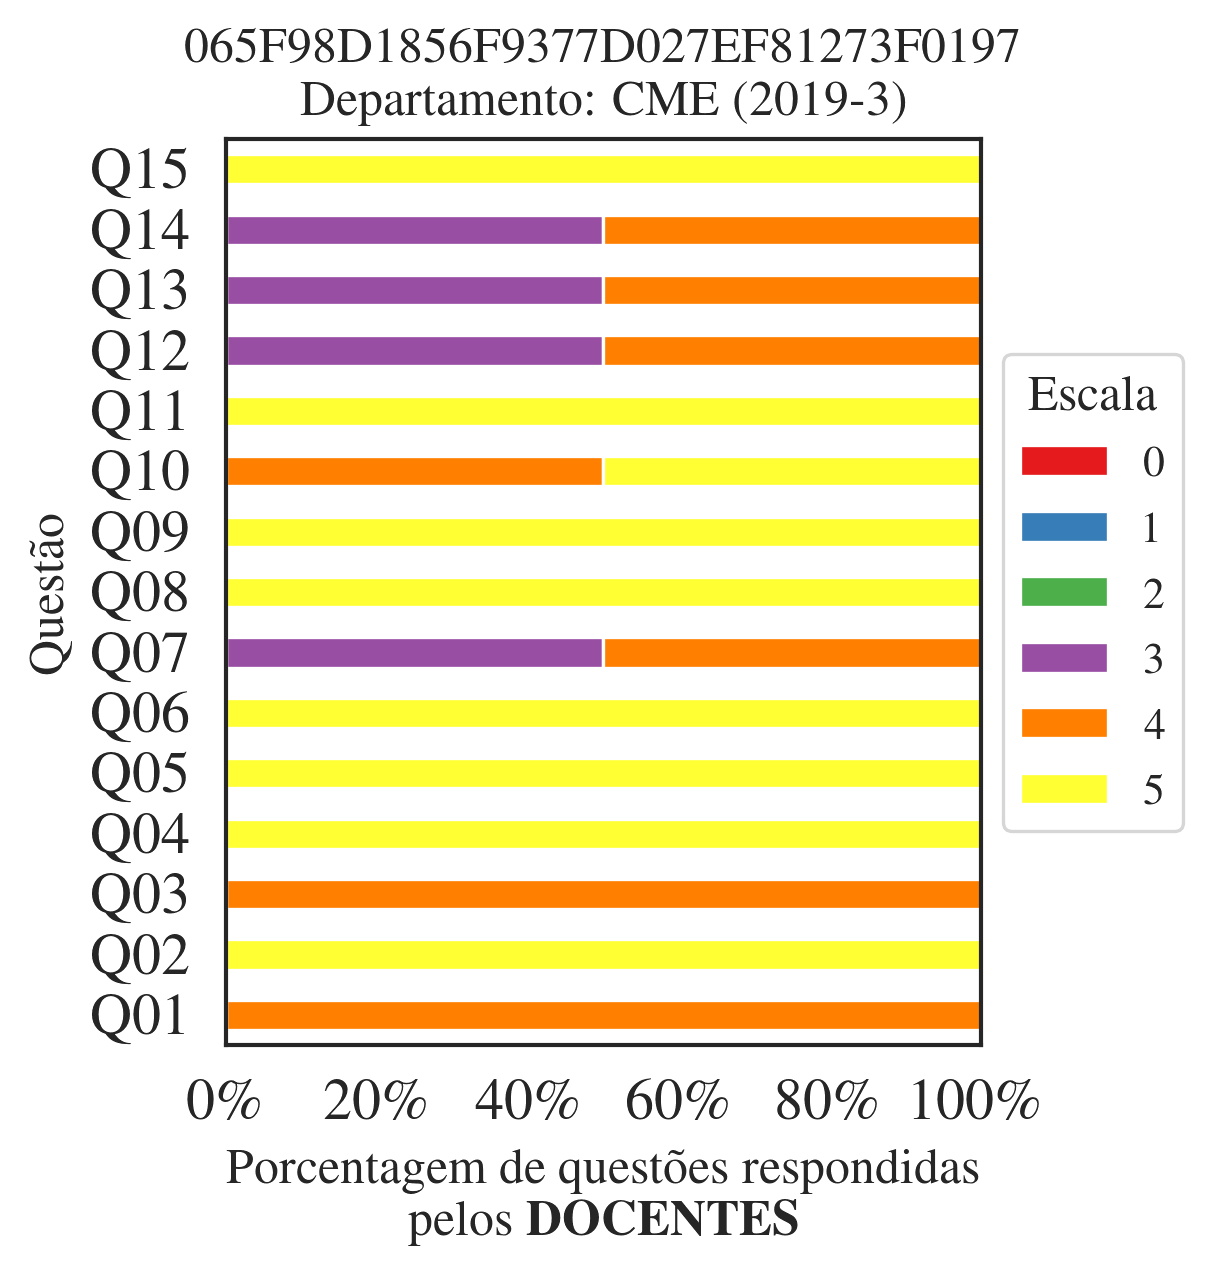 065F98D1856F9377D027EF81273F0197
Departamento: CME (2019-3)
Q15
Q14
Q13
Q12
Q11
Q10
Q09
Q08
Q07
Q06
Q05
Q04
Q03
Q02
Q01
Questão
0% 20% 40% 60% 80% 100%
Porcentagem de questões respondidas
pelos DOCENTES
Escala
0
1
2
3
4
5